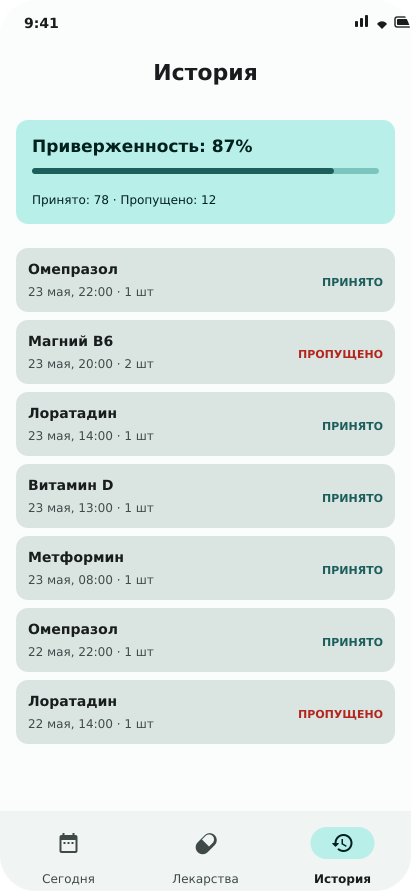 9:41
История
Приверженность: 87%
Принято: 78 · Пропущено: 12
Омепразол
23 мая, 22:00 · 1 шт
ПРИНЯТО
Магний B6
23 мая, 20:00 · 2 шт
ПРОПУЩЕНО
Лоратадин
23 мая, 14:00 · 1 шт
ПРИНЯТО
Витамин D
23 мая, 13:00 · 1 шт
ПРИНЯТО
Метформин
23 мая, 08:00 · 1 шт
ПРИНЯТО
Омепразол
22 мая, 22:00 · 1 шт
ПРИНЯТО
Лоратадин
22 мая, 14:00 · 1 шт
ПРОПУЩЕНО
Сегодня
Лекарства
История